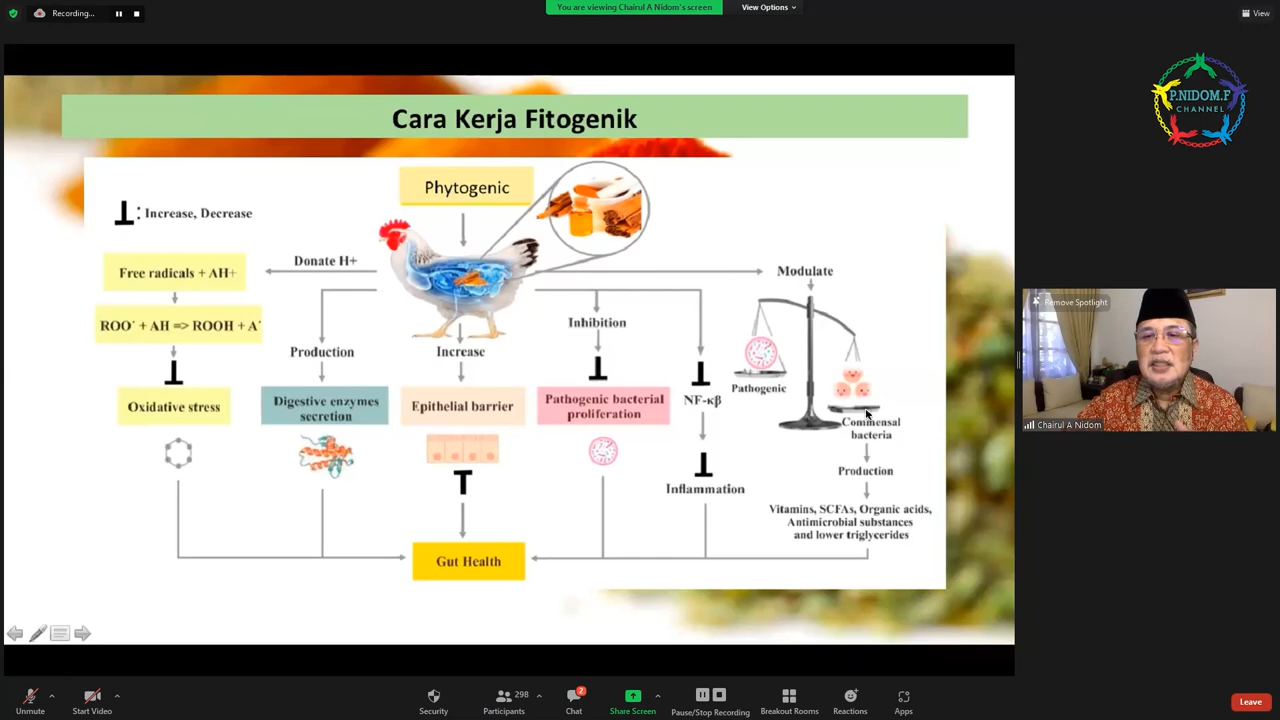 Recording...
You are viewing Chairul A Nidom's screen
View Options
View
P.NIDOM.F
CHANNEL
Cara Kerja Fitogenik
Phytogenic
⊥: Increase, Decrease
Donate H+
Free radicals + AH+
ROO˙ + AH => ROOH + A˙
Oxidative stress
Production
Digestive enzymes
secretion
Increase
Epithelial barrier
Inhibition
Pathogenic bacterial
proliferation
NF-κβ
Inflammation
Modulate
Pathogenic
Commensal
bacteria
Production
Vitamins, SCFAs, Organic acids,
Antimicrobial substances
and lower triglycerides
Gut Health
Remove Spotlight
Chairul A Nidom
Unmute
Start Video
Security
298
Participants
2
Chat
Share Screen
Pause/Stop Recording
Breakout Rooms
Reactions
Apps
Leave